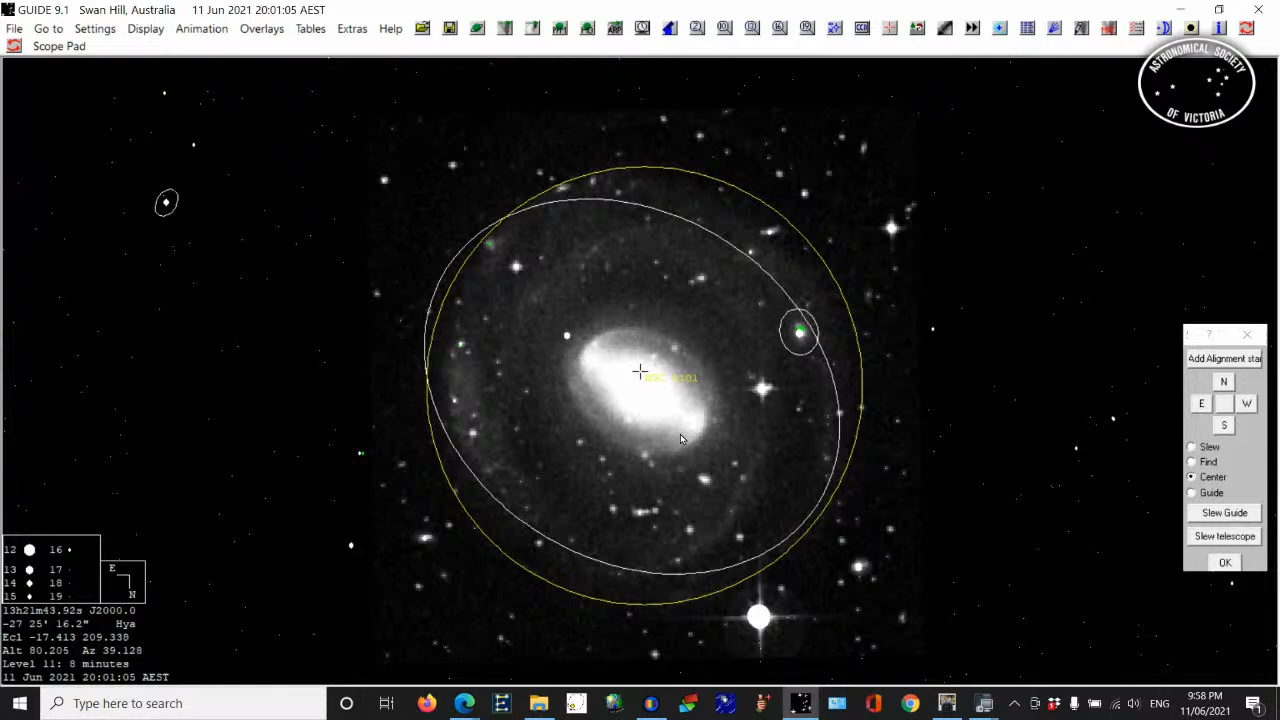 GUIDE 9.1 Swan Hill, Australia 11 Jun 2021 20:01:05 AEST
File Go to Settings Display Animation Overlays Tables Extras Help
Scope Pad
ASTRONOMICAL SOCIETY
OF VICTORIA
?
Add Alignment star
N
E W
S
Slew
Find
Center
Guide
Slew Guide
Slew telescope
OK
12 16
13 17
14 18
15 19
E
N
13h21m43.92s J2000.0
-27 25' 16.2" Hya
Ecl -17.413 209.338
Alt 80.205 Az 39.128
Level 11: 8 minutes
11 Jun 2021 20:01:05 AEST
Type here to search
ENG
9:58 PM
11/06/2021